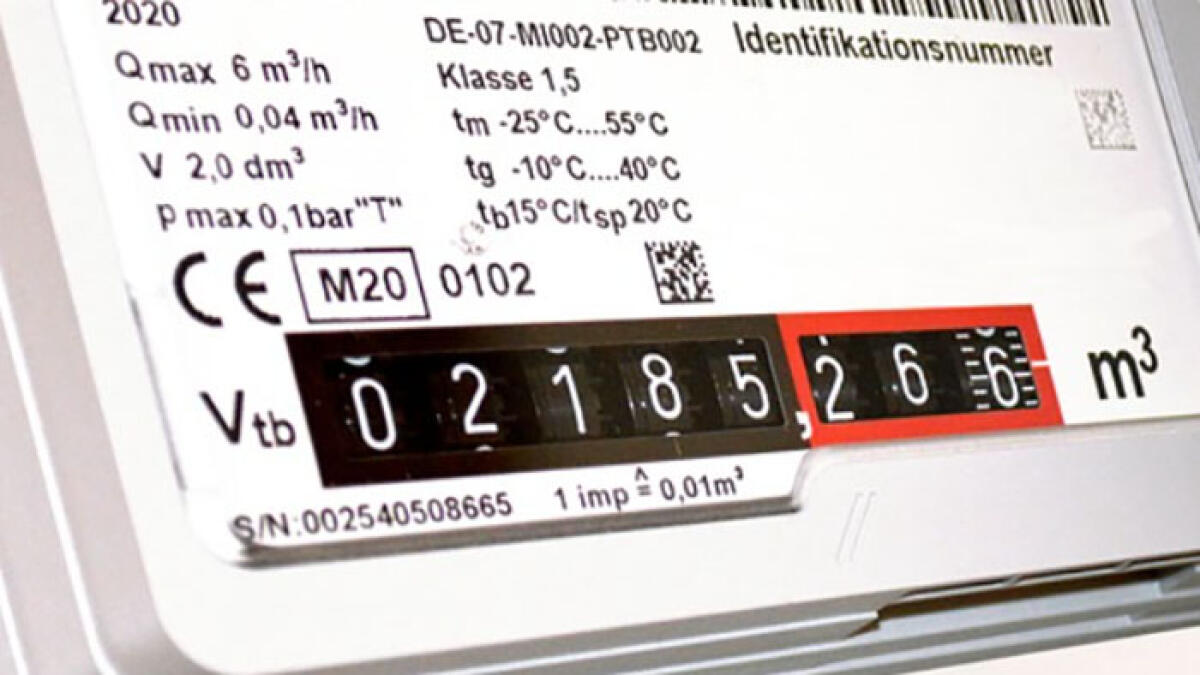 2020
DE-07-MI002-PTB002 Identifikationsnummer
Qmax 6 m³/h
Klasse 1,5
Qmin 0,04 m³/h
tm -25°C....55°C
V 2,0 dm³
tg -10°C....40°C
p max 0,1bar"T"
tb15°C/tsp20°C
CE M20 0102
Vtb 02185,266 m³
S/N:002540508665 1 imp ≙ 0,01m³